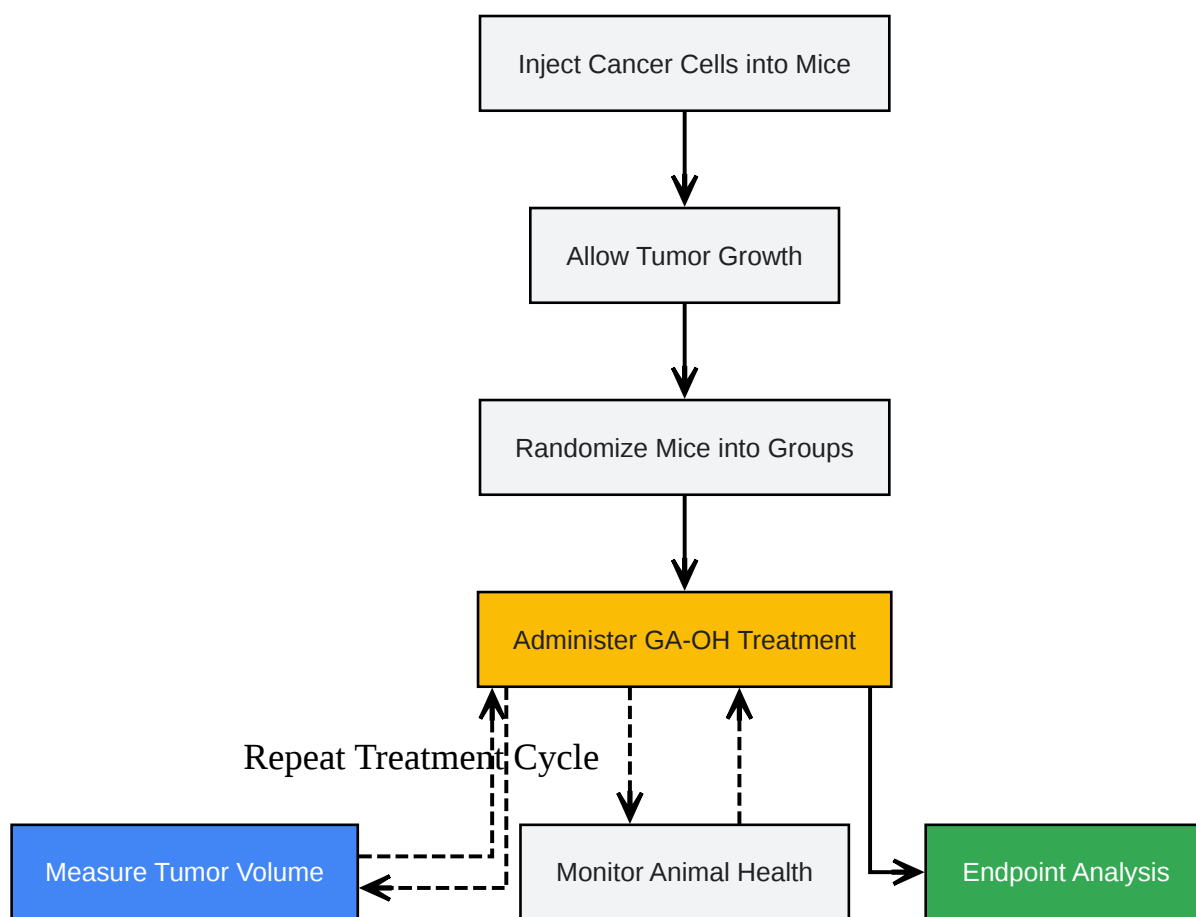 Inject Cancer Cells into Mice
Allow Tumor Growth
Randomize Mice into Groups
Administer GA-OH Treatment
Repeat Treatment Cycle
Measure Tumor Volume
Monitor Animal Health
Endpoint Analysis